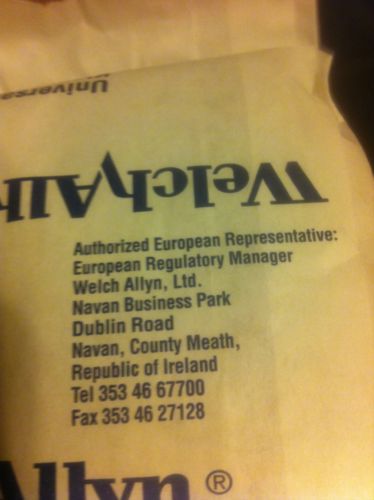 Universa
WelchAlly
Authorized European Representative:
European Regulatory Manager
Welch Allyn, Ltd.
Navan Business Park
Dublin Road
Navan, County Meath,
Republic of Ireland
Tel 353 46 67700
Fax 353 46 27128
Allyn ®